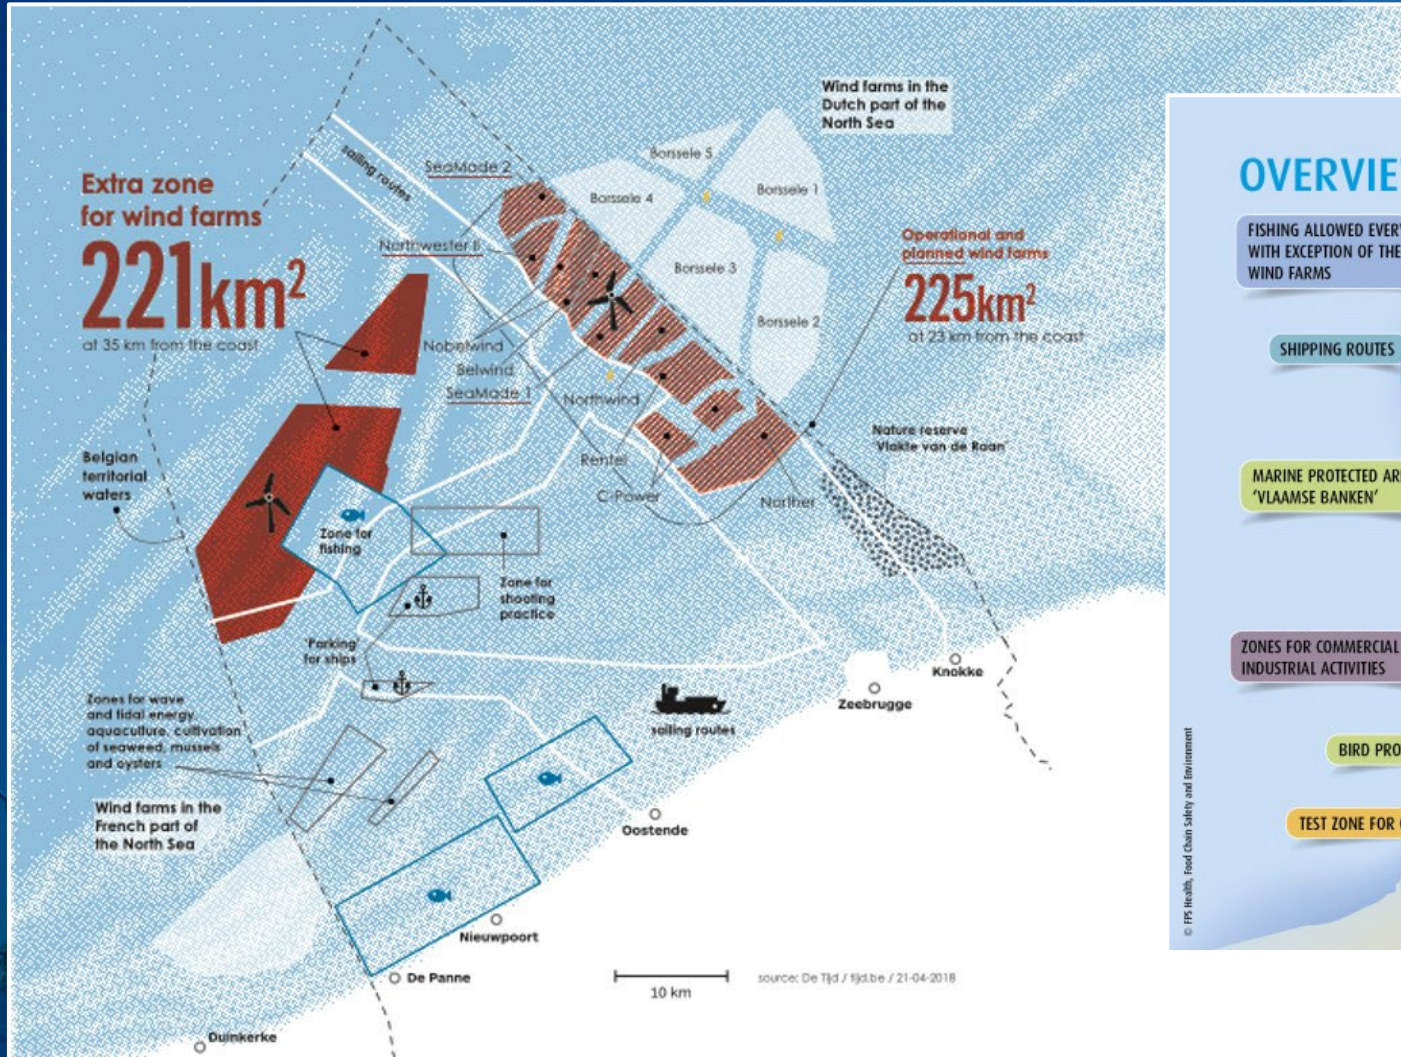 Wind farms in the
Dutch part of the
North Sea
Extra zone
for wind farms
221km²
at 35 km from the coast
sailing routes
SeaMade 2
Northwester II
Borssele 5
Borssele 4
Borssele 1
Borssele 3
Borssele 2
Operational and
planned wind farms
225km²
at 23 km from the coast
Nobelwind
Belwind
SeaMade 1
Northwind
Rentel
C-Power
Norther
Nature reserve
'Vlakte van de Raan'
Belgian
territorial
waters
Zone for
fishing
Zone for
shooting
practice
'Parking'
for ships
Zones for wave
and tidal energy,
aquaculture, cultivation
of seaweed, mussels
and oysters
Wind farms in the
French part of
the North Sea
sailing routes
Knokke
Zeebrugge
Oostende
Nieuwpoort
De Panne
Duinkerke
10 km
source: De Tijd / tijd.be / 21-04-2018
OVERVIE
FISHING ALLOWED EVER
WITH EXCEPTION OF THE
WIND FARMS
SHIPPING ROUTES
MARINE PROTECTED AR
'VLAAMSE BANKEN'
ZONES FOR COMMERCIAL
INDUSTRIAL ACTIVITIES
BIRD PRO
TEST ZONE FOR
© FPS Health, Food Chain Safety and Environment